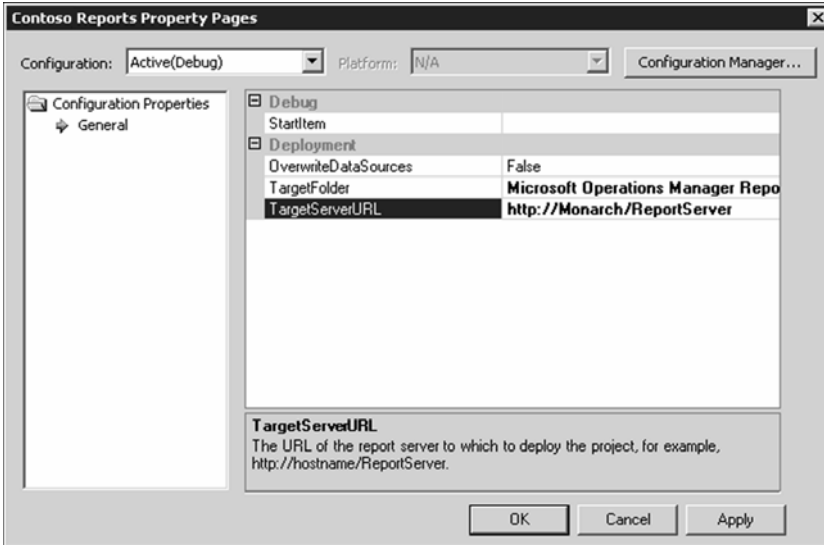 Contoso Reports Property Pages
Configuration: Active(Debug) Platform: N/A Configuration Manager...
Configuration Properties
General
Debug
StartItem
Deployment
OverwriteDataSources False
TargetFolder Microsoft Operations Manager Repo
TargetServerURL http://Monarch/ReportServer
TargetServerURL
The URL of the report server to which to deploy the project, for example,
http://hostname/ReportServer.
OK Cancel Apply